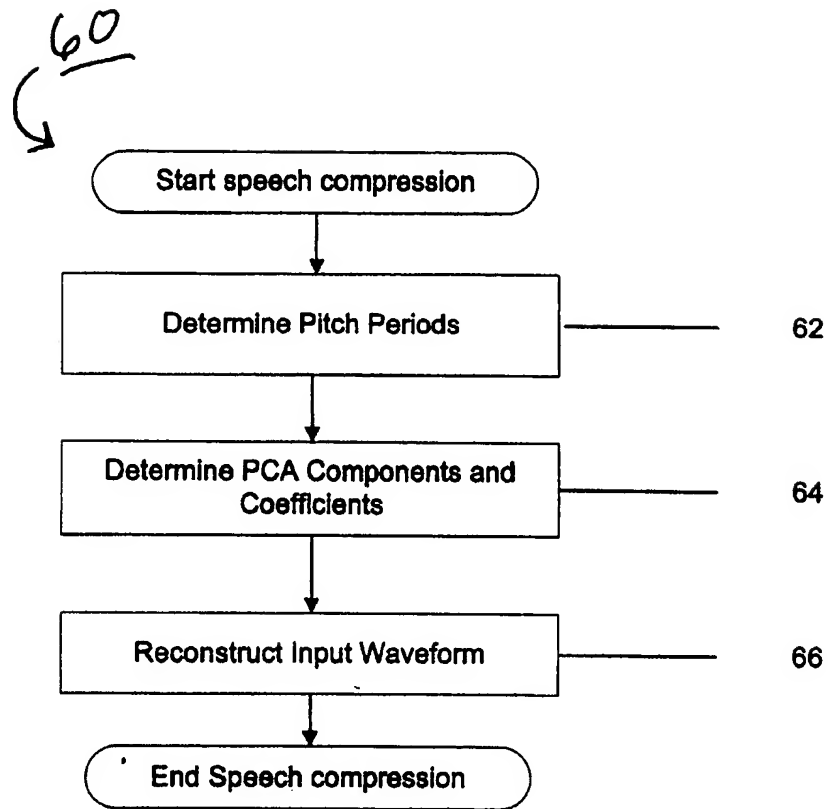 60
Start speech compression
Determine Pitch Periods
62
Determine PCA Components and
Coefficients
64
Reconstruct Input Waveform
66
End Speech compression